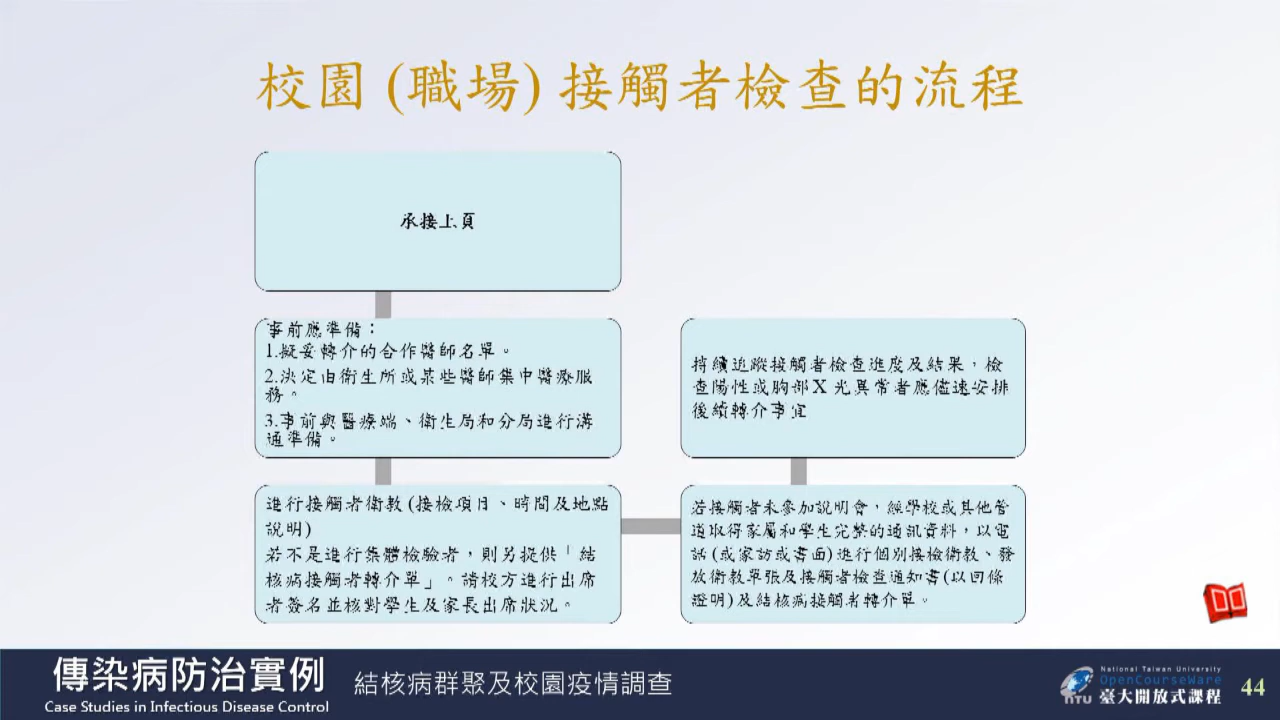 校園 (職場) 接觸者檢查的流程
承接上頁
事前應準備：
1.擬妥轉介的合作醫師名單。
2.決定由衛生所或某些醫師集中醫療服
務。
3.事前與醫療端、衛生局和分局進行溝
通準備。
進行接觸者衛教 (接檢項目、時間及地點
說明)
若不是進行集體檢驗者，則另提供「結
核病接觸者轉介單」。請校方進行出席
者簽名並核對學生及家長出席狀況。
若接觸者未參加說明會，經學校或其他管
道取得家屬和學生完整的通訊資料，以電
話 (或家訪或書面) 進行個別接檢衛教、發
放衛教單張及接觸者檢查通知書(以回條
證明) 及結核病接觸者轉介單。
持續追蹤接觸者檢查進度及結果，檢
查陽性或胸部 X 光異常者應儘速安排
後續轉介事宜
傳染病防治實例
Case Studies in Infectious Disease Control
結核病群聚及校園疫情調查
National Taiwan University
OpenCourseWare
NTU 臺大開放式課程
44